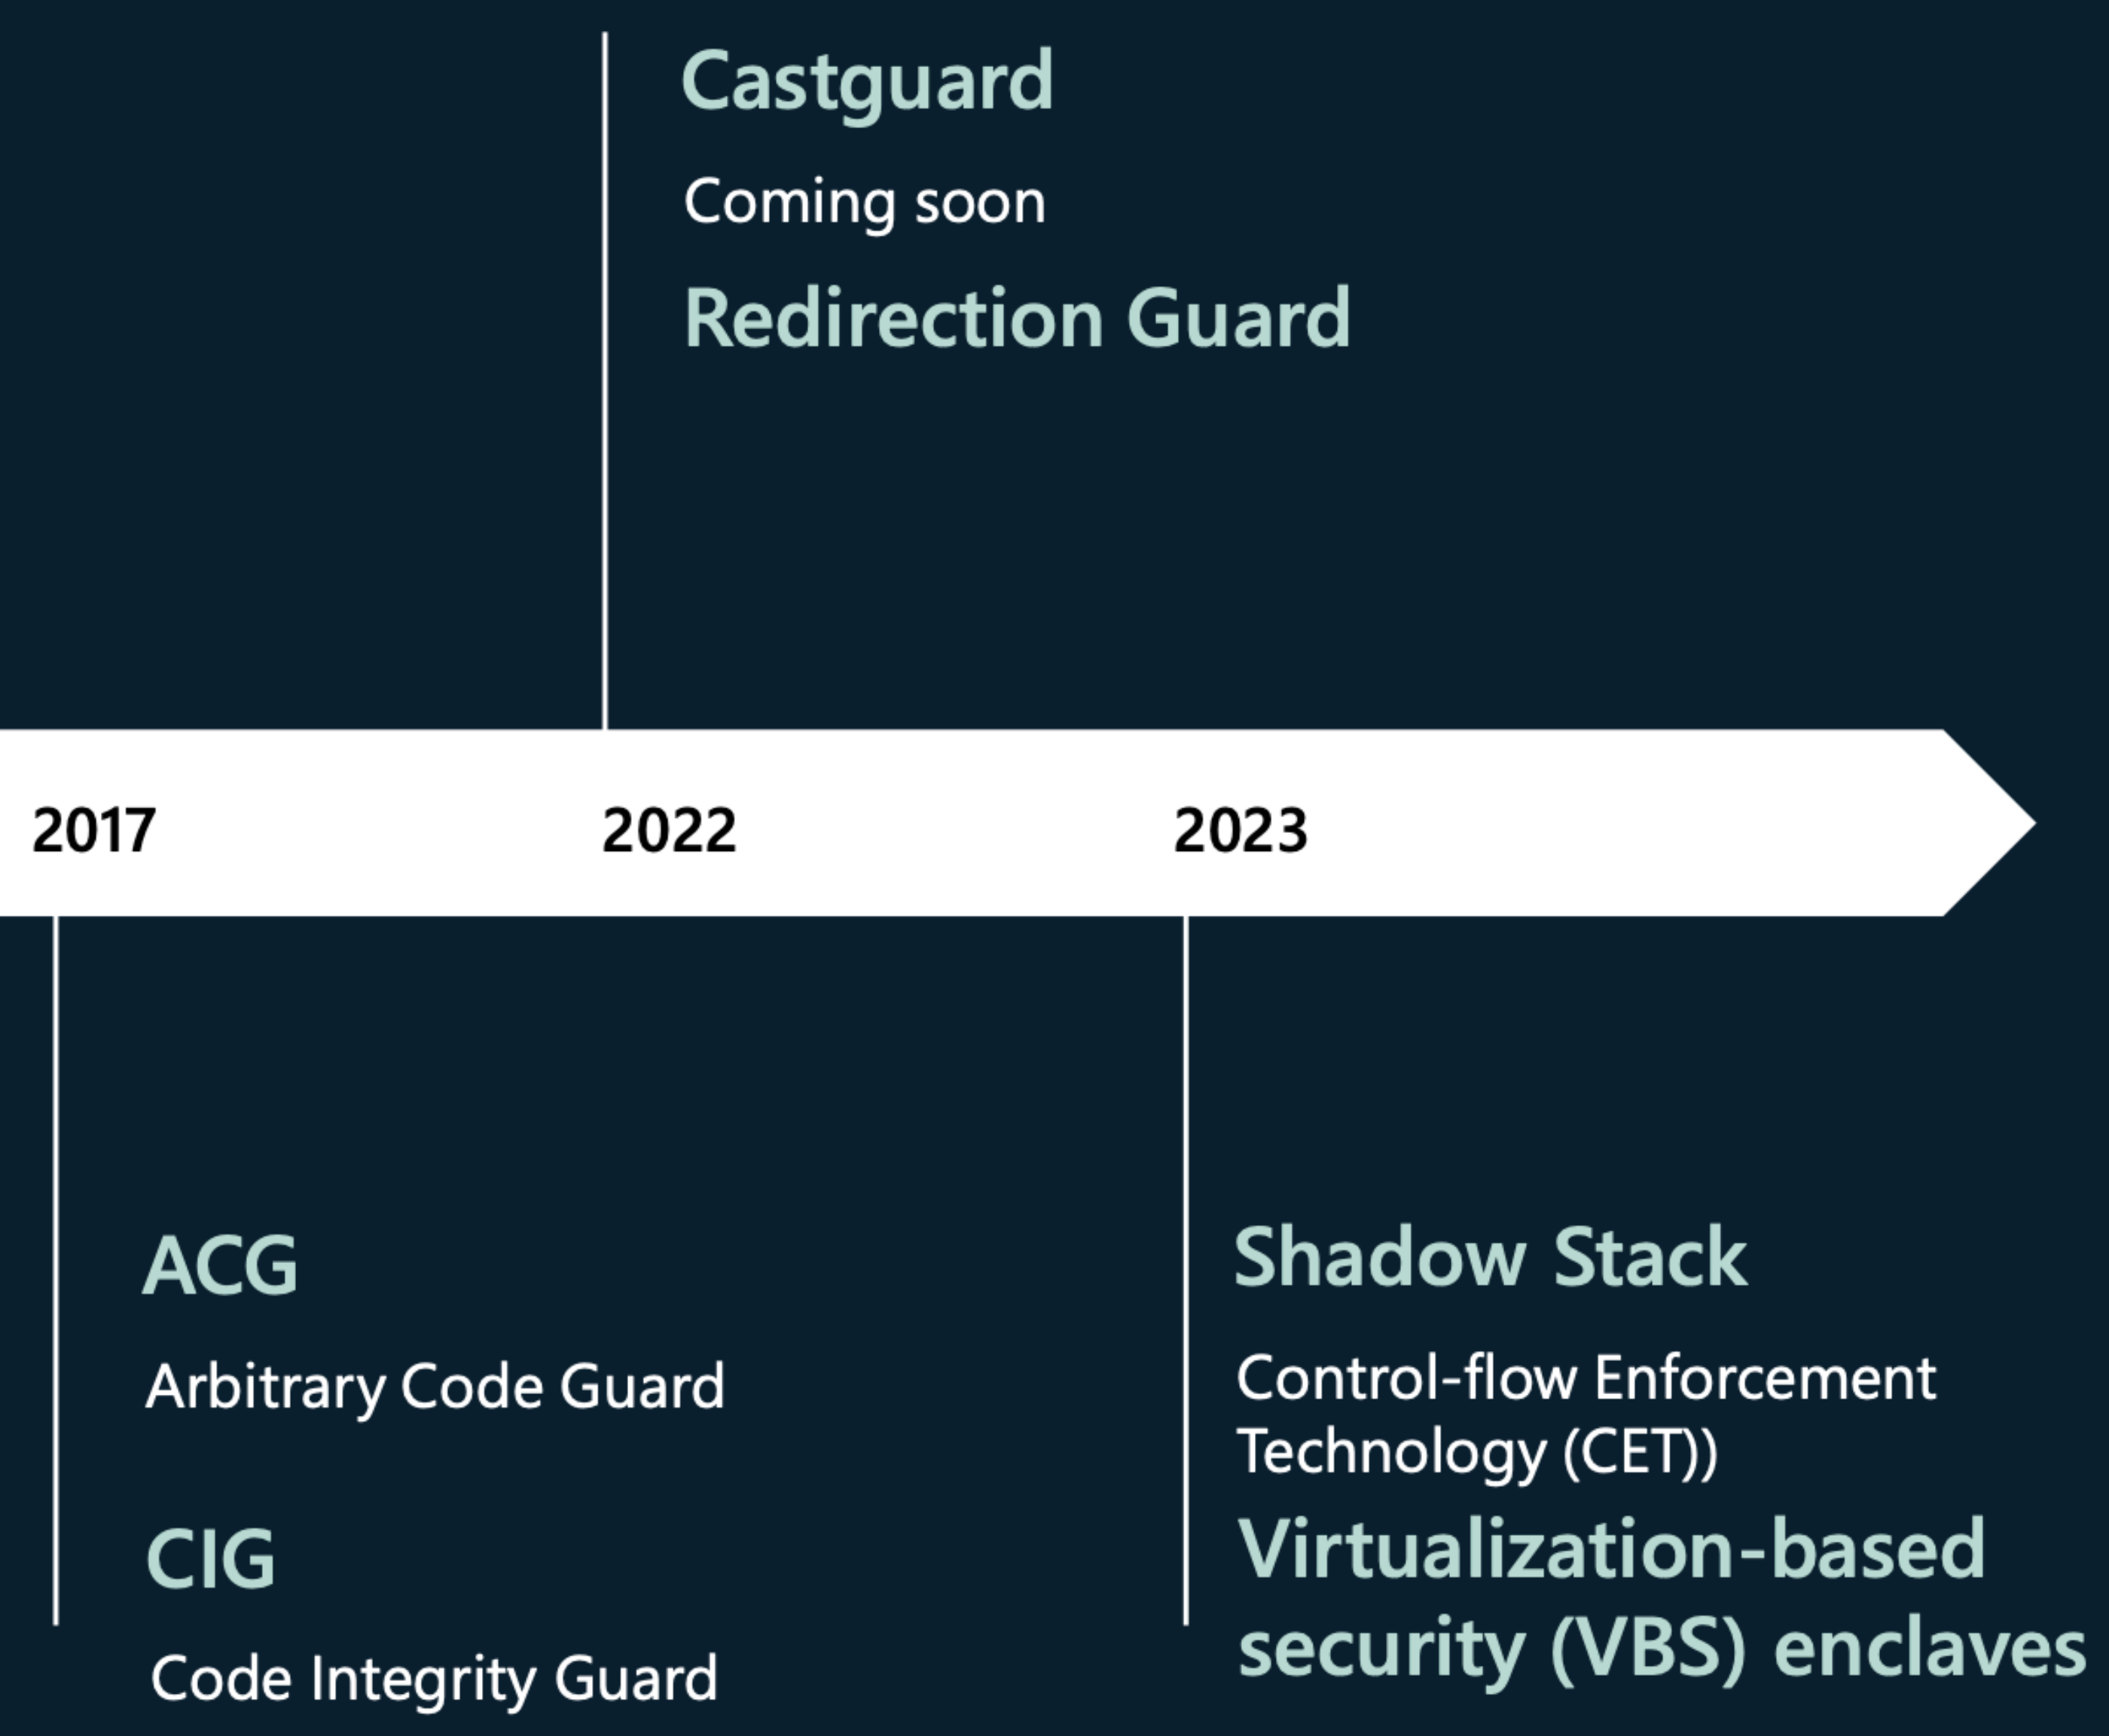 Castguard
Coming soon
Redirection Guard
2017
2022
2023
ACG
Arbitrary Code Guard
CIG
Code Integrity Guard
Shadow Stack
Control-flow Enforcement
Technology (CET))
Virtualization-based
security (VBS) enclaves